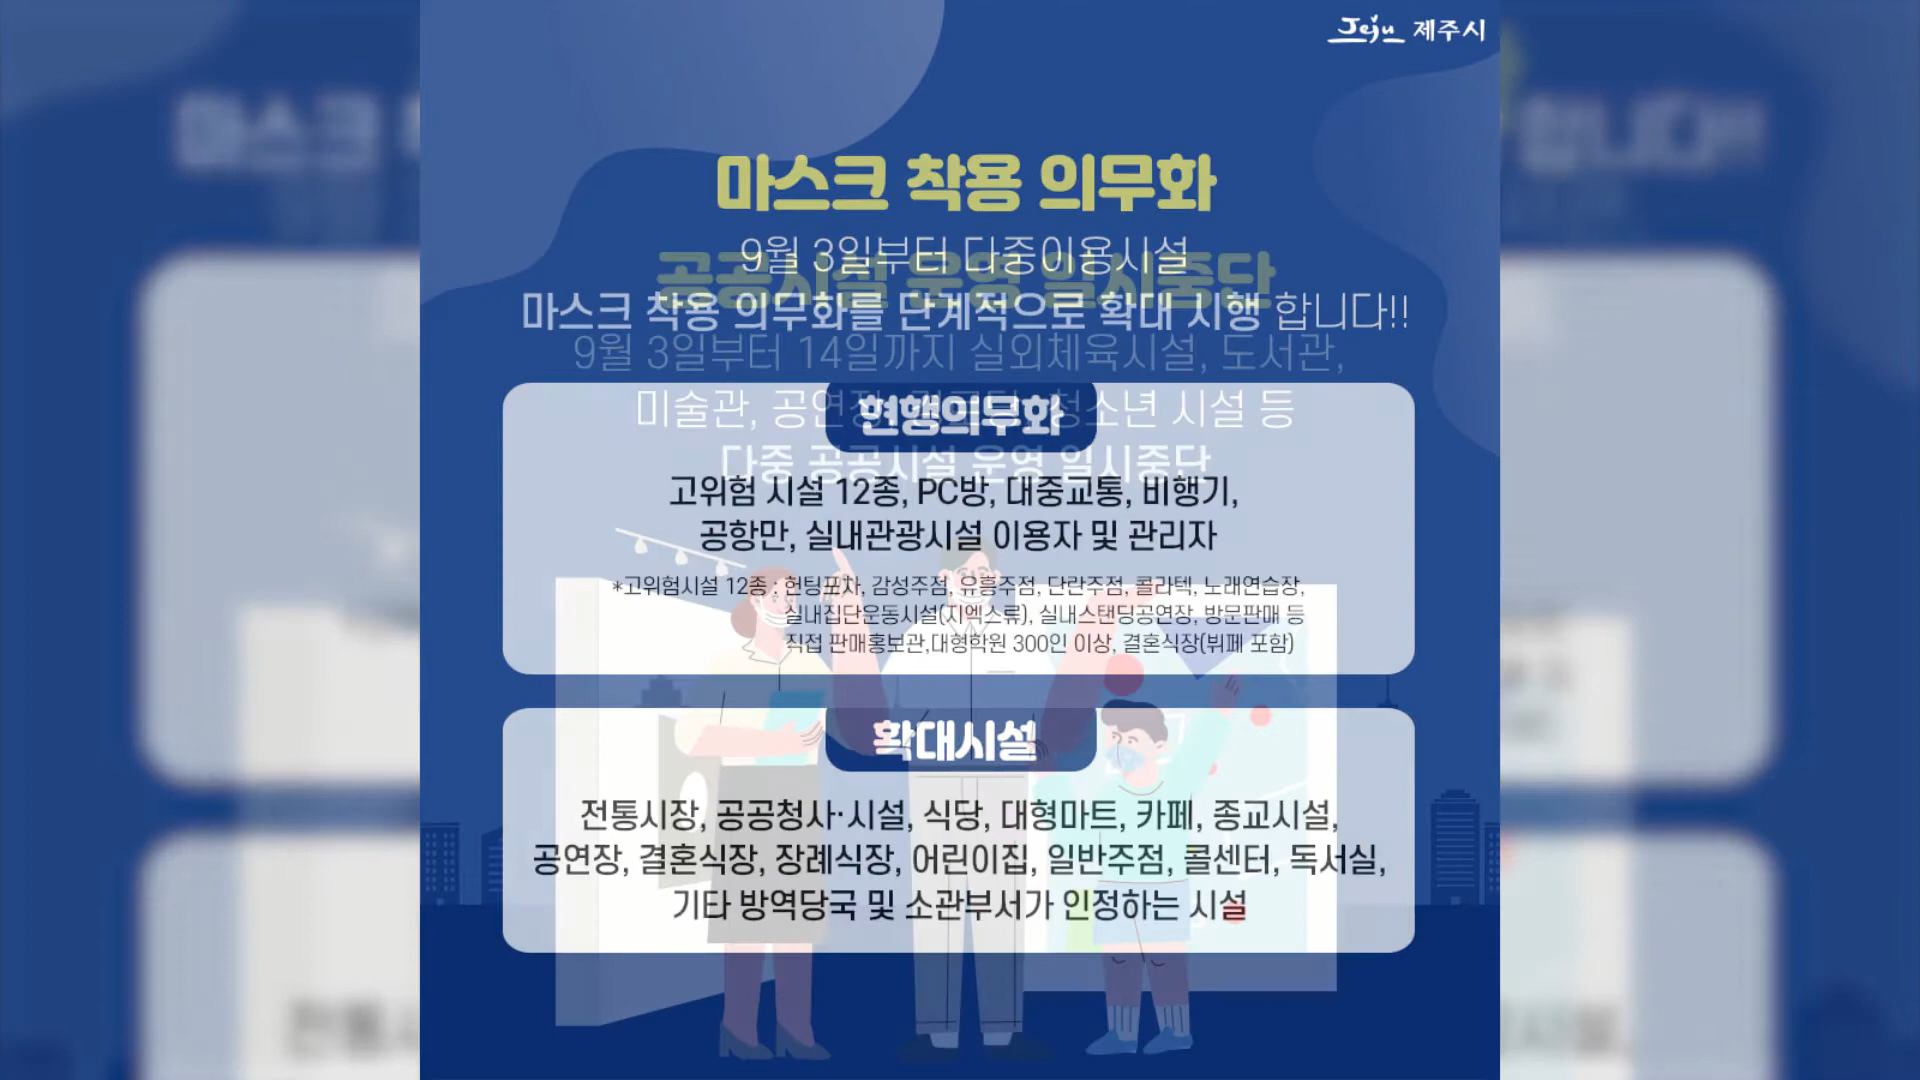 Jeju 제주시
마스크 착용 의무화
9월 3일부터 다중이용시설
공공시설 운영 일시중단
마스크 착용 의무화를 단계적으로 확대 시행 합니다!!
9월 3일부터 14일까지 실외체육시설, 도서관,
현행의무화
미술관, 공연장, 청소년 시설 등
다중 공공시설 운영 일시중단
고위험 시설 12종, PC방, 대중교통, 비행기,
공항만, 실내관광시설 이용자 및 관리자
*고위험시설 12종 : 헌팅포차, 감성주점, 유흥주점, 단란주점, 콜라텍, 노래연습장,
실내집단운동시설(지엑스류), 실내스탠딩공연장, 방문판매 등
직접 판매홍보관,대형학원 300인 이상, 결혼식장(뷔페 포함)
확대시설
전통시장, 공공청사·시설, 식당, 대형마트, 카페, 종교시설,
공연장, 결혼식장, 장례식장, 어린이집, 일반주점, 콜센터, 독서실,
기타 방역당국 및 소관부서가 인정하는 시설